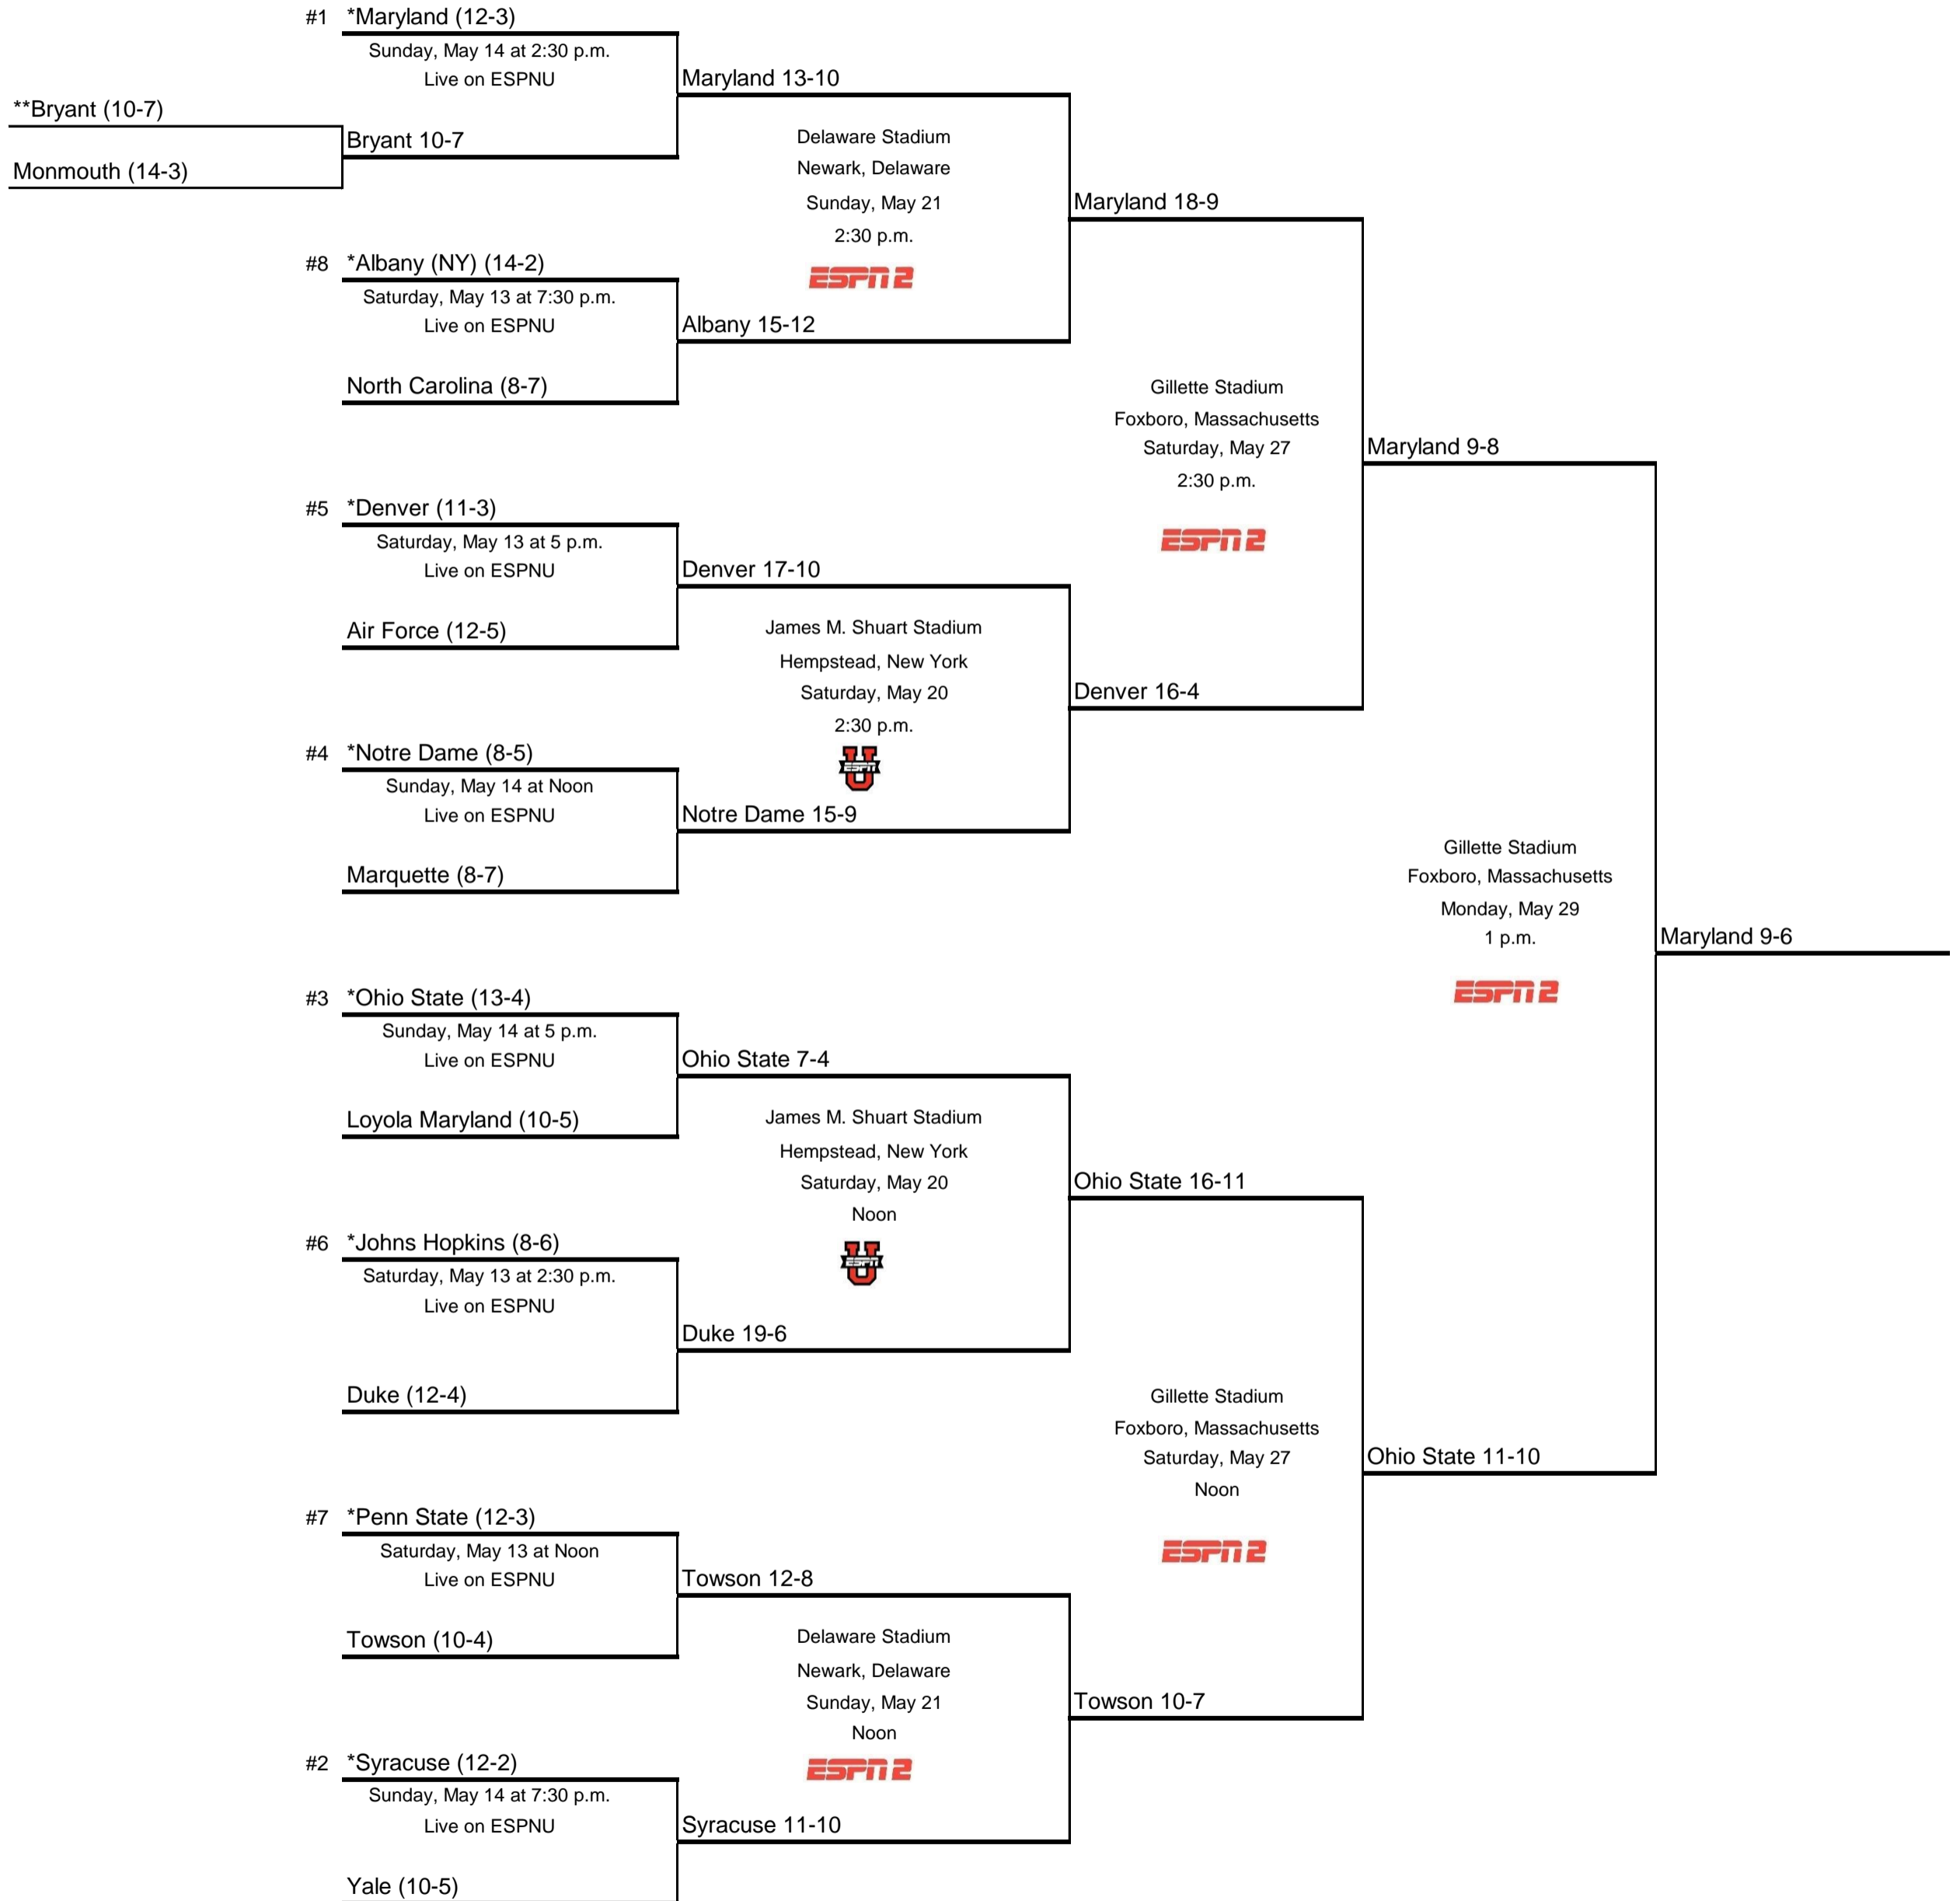 #1 *Maryland (12-3)
Sunday, May 14 at 2:30 p.m.
Live on ESPNU
Maryland 13-10
**Bryant (10-7)
Bryant 10-7
Monmouth (14-3)
Delaware Stadium
Newark, Delaware
Sunday, May 21
2:30 p.m.
ESPN 2
Maryland 18-9
#8 *Albany (NY) (14-2)
Saturday, May 13 at 7:30 p.m.
Live on ESPNU
Albany 15-12
North Carolina (8-7)
Gillette Stadium
Foxboro, Massachusetts
Saturday, May 27
2:30 p.m.
ESPN 2
Maryland 9-8
#5 *Denver (11-3)
Saturday, May 13 at 5 p.m.
Live on ESPNU
Denver 17-10
Air Force (12-5)
James M. Shuart Stadium
Hempstead, New York
Saturday, May 20
2:30 p.m.
ESPN U
Denver 16-4
#4 *Notre Dame (8-5)
Sunday, May 14 at Noon
Live on ESPNU
Notre Dame 15-9
Marquette (8-7)
Gillette Stadium
Foxboro, Massachusetts
Monday, May 29
1 p.m.
ESPN 2
Maryland 9-6
#3 *Ohio State (13-4)
Sunday, May 14 at 5 p.m.
Live on ESPNU
Ohio State 7-4
Loyola Maryland (10-5)
James M. Shuart Stadium
Hempstead, New York
Saturday, May 20
Noon
ESPN U
Ohio State 16-11
#6 *Johns Hopkins (8-6)
Saturday, May 13 at 2:30 p.m.
Live on ESPNU
Duke 19-6
Duke (12-4)
Gillette Stadium
Foxboro, Massachusetts
Saturday, May 27
Noon
ESPN 2
Ohio State 11-10
#7 *Penn State (12-3)
Saturday, May 13 at Noon
Live on ESPNU
Towson 12-8
Towson (10-4)
Delaware Stadium
Newark, Delaware
Sunday, May 21
Noon
ESPN 2
Towson 10-7
#2 *Syracuse (12-2)
Sunday, May 14 at 7:30 p.m.
Live on ESPNU
Syracuse 11-10
Yale (10-5)